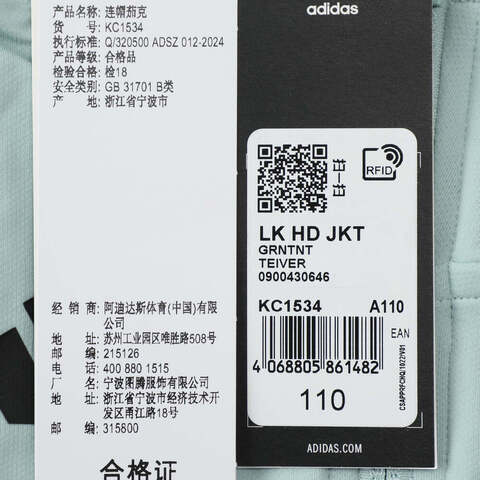 产品名称: 连帽茄克
货 号: KC1534
执行标准: Q/320500 ADSZ 012-2024
产品等级: 合格品
检验合格: 检18
安全类别: GB 31701 B类
产 地: 浙江省宁波市
经 销 商: 阿迪达斯体育(中国)有限
公司
地 址: 苏州工业园区唯胜路508号
邮 编: 215126
电 话: 400 880 1515
厂 名: 宁波图腾服饰有限公司
地 址: 浙江省宁波市经济技术开
发区甬江路18号
邮 编: 315800
合格证
adidas
E1-E1
RFID
LK HD JKT
GRNTNT
TEIVER
0900430646
KC1534 A110
EAN
4 068805 861482
110
CSAPPRFCHQ/1022Y01
ADIDAS.COM